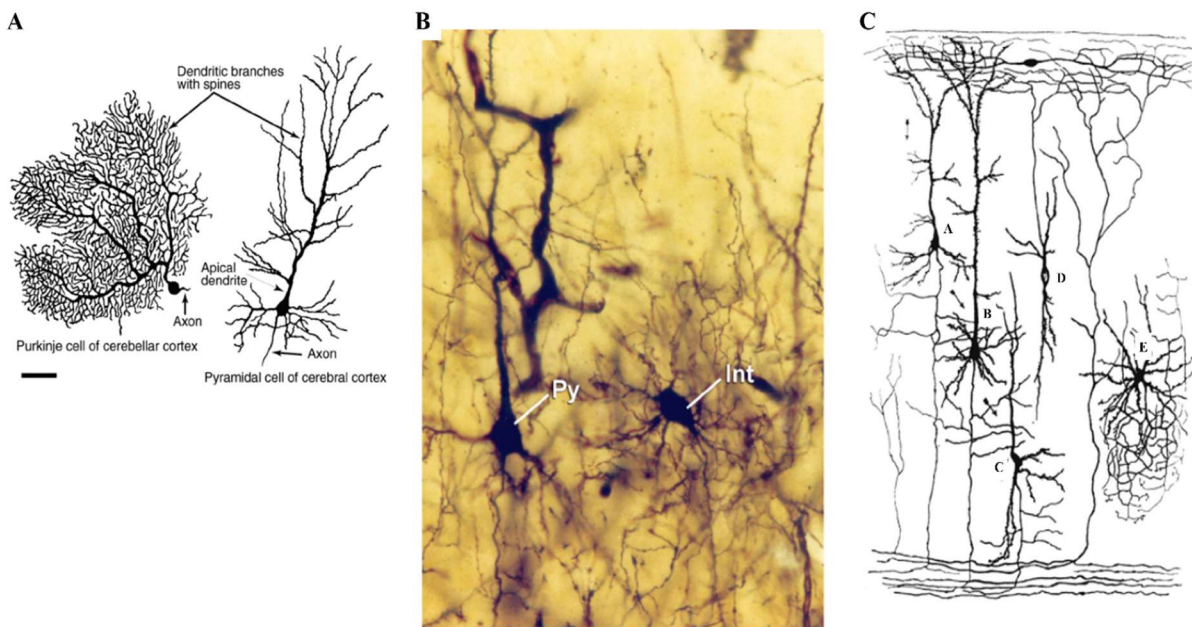 A
Dendritic branches
with spines
Apical
dendrite
Axon
Purkinje cell of cerebellar cortex
Axon
Pyramidal cell of cerebral cortex
B
Py
Int
C
A
B
C
D
E